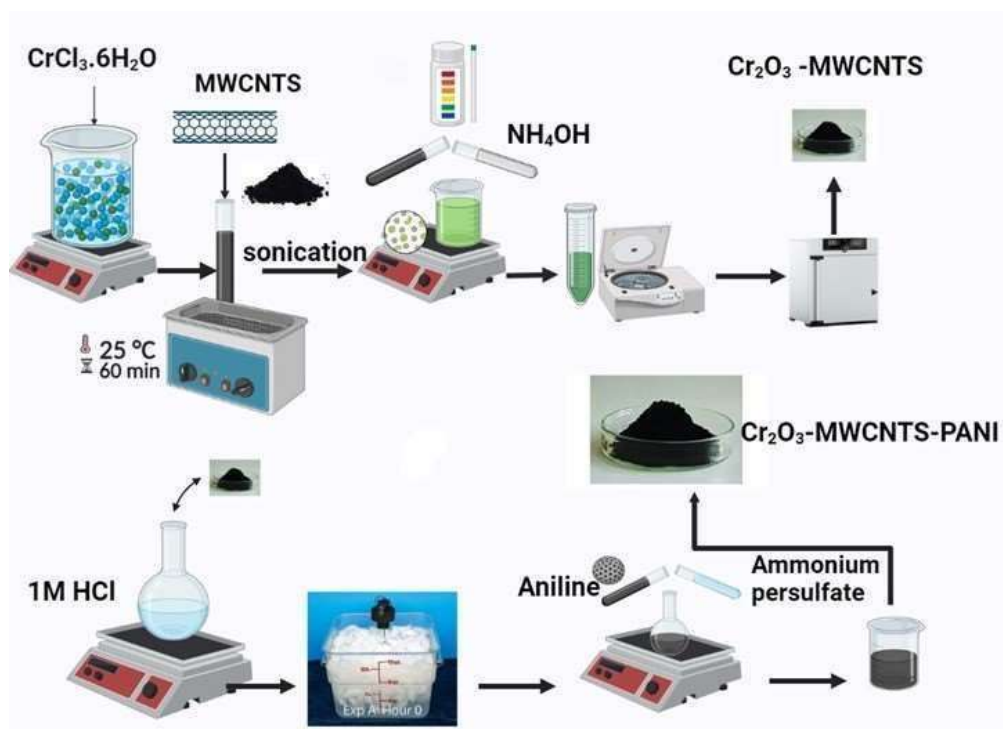 CrCl₃.6H₂O
MWCNTS
NH₄OH
Cr₂O₃ -MWCNTS
sonication
25 °C
60 min
Cr₂O₃-MWCNTS-PANI
1M HCl
Exp A: Hour 0
Aniline
Ammonium
persulfate